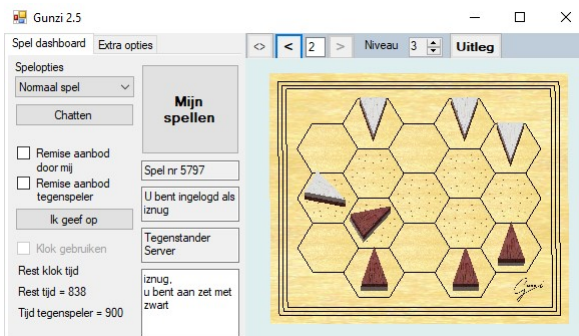 Gunzi 2.5
Spel dashboard Extra opties
<> < 2 > Niveau 3 Uitleg
Spelopties
Normaal spel
Chatten
Mijn
spellen
Remise aanbod
door mij
Remise aanbod
tegenspeler
Ik geef op
Klok gebruiken
Rest klok tijd
Rest tijd = 838
Tijd tegenspeler = 900
Spel nr 5797
U bent ingelogd als
iznug
Tegenstander
Server
iznug,
u bent aan zet met
zwart
Gunzi